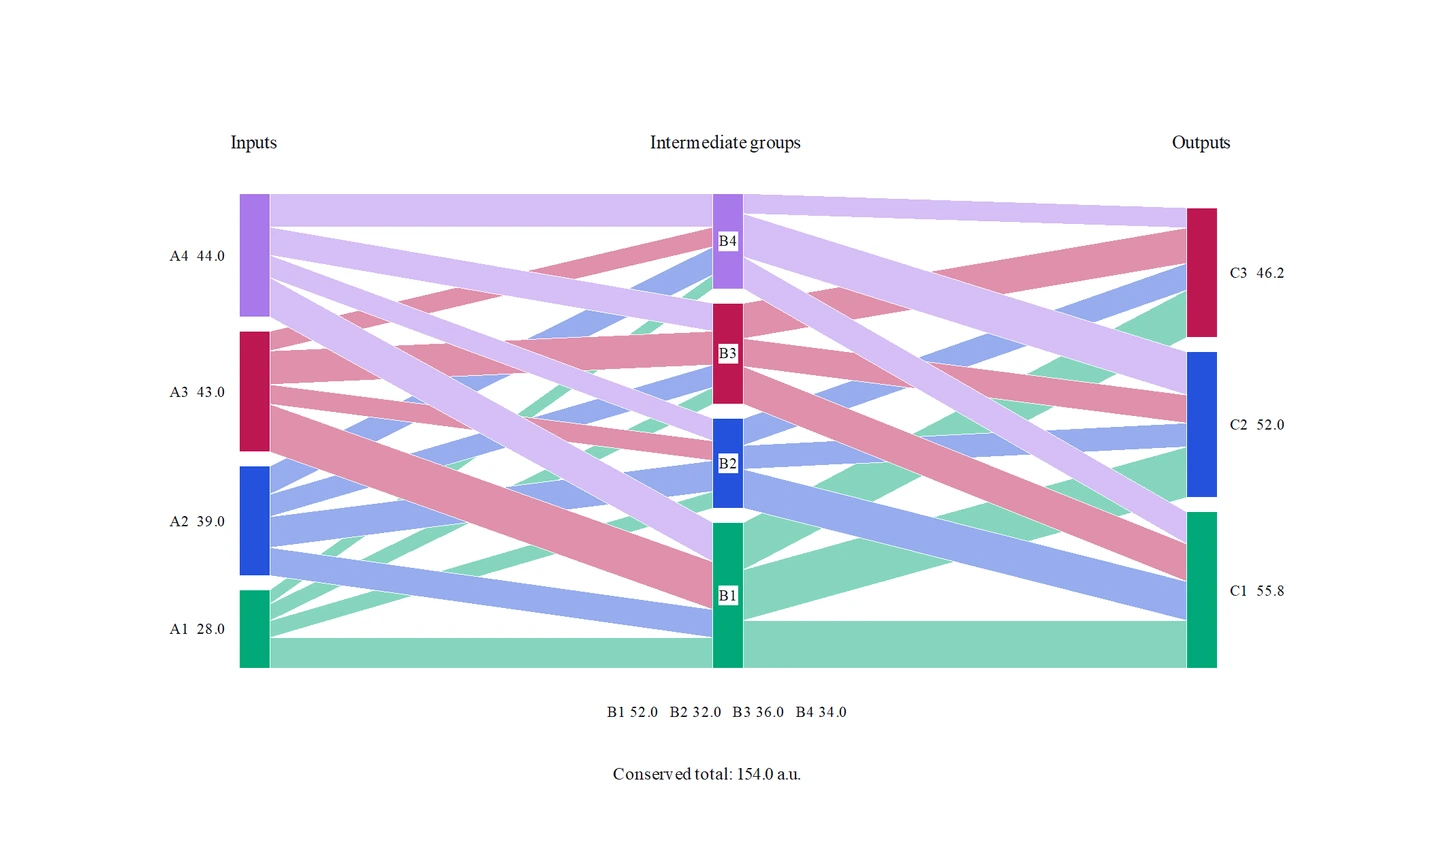 Inputs
Intermediate groups
Outputs
B4
A4 44.0
C3 46.2
B3
A3 43.0
C2 52.0
B2
A2 39.0
C1 55.8
B1
A1 28.0
B1 52.0 B2 32.0 B3 36.0 B4 34.0
Conserved total: 154.0 a.u.